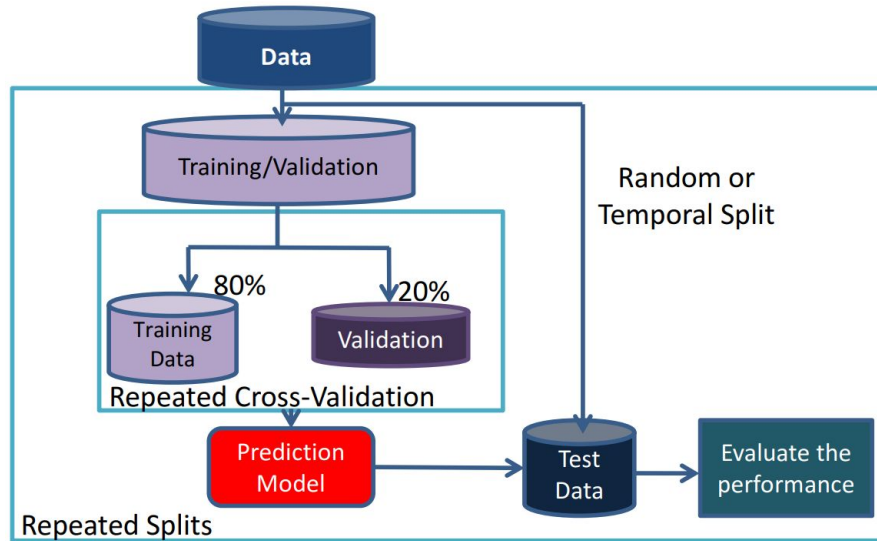 Data
Training/Validation
Random or
Temporal Split
80%
20%
Training
Data
Validation
Repeated Cross-Validation
Prediction
Model
Test
Data
Evaluate the
performance
Repeated Splits